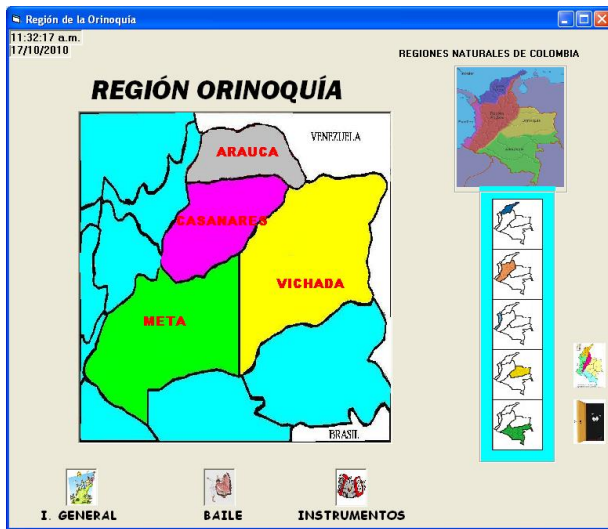 Región de la Orinoquía
11:32:17 a.m.
17/10/2010
REGIONES NATURALES DE COLOMBIA
REGIÓN ORINOQUÍA
VENEZUELA
ARAUCA
CASANARES
VICHADA
META
BRASIL
I. GENERAL
BAILE
INSTRUMENTOS